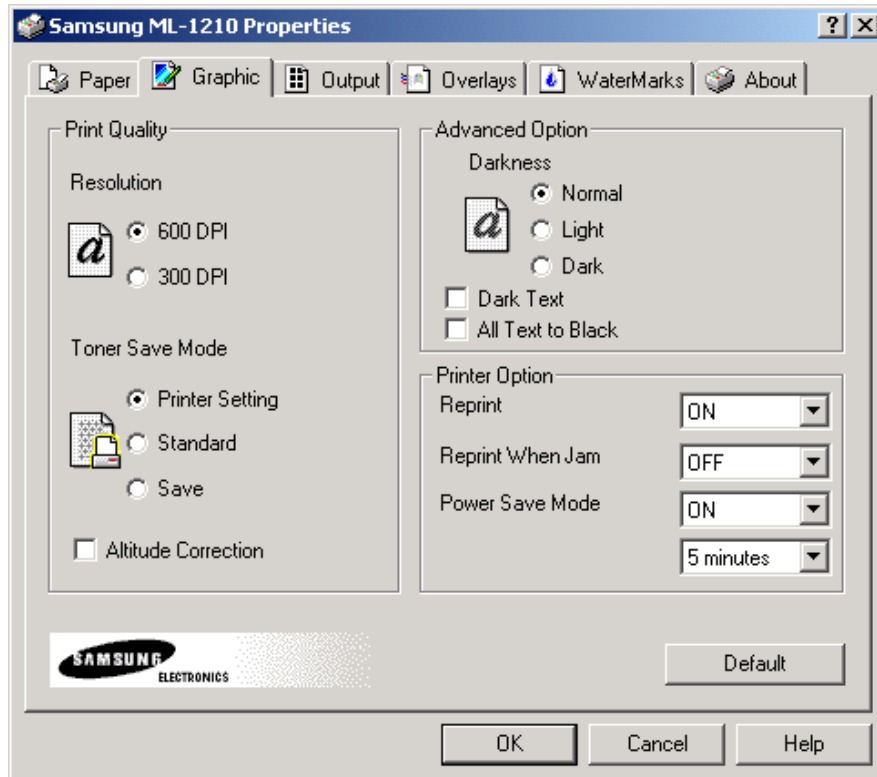 Samsung ML-1210 Properties
Paper
Graphic
Output
Overlays
WaterMarks
About
Print Quality
Resolution
a
600 DPI
300 DPI
Toner Save Mode
Printer Setting
Standard
Save
Altitude Correction
Advanced Option
Darkness
a
Normal
Light
Dark
Dark Text
All Text to Black
Printer Option
Reprint
ON
Reprint When Jam
OFF
Power Save Mode
ON
5 minutes
SAMSUNG
ELECTRONICS
Default
OK
Cancel
Help